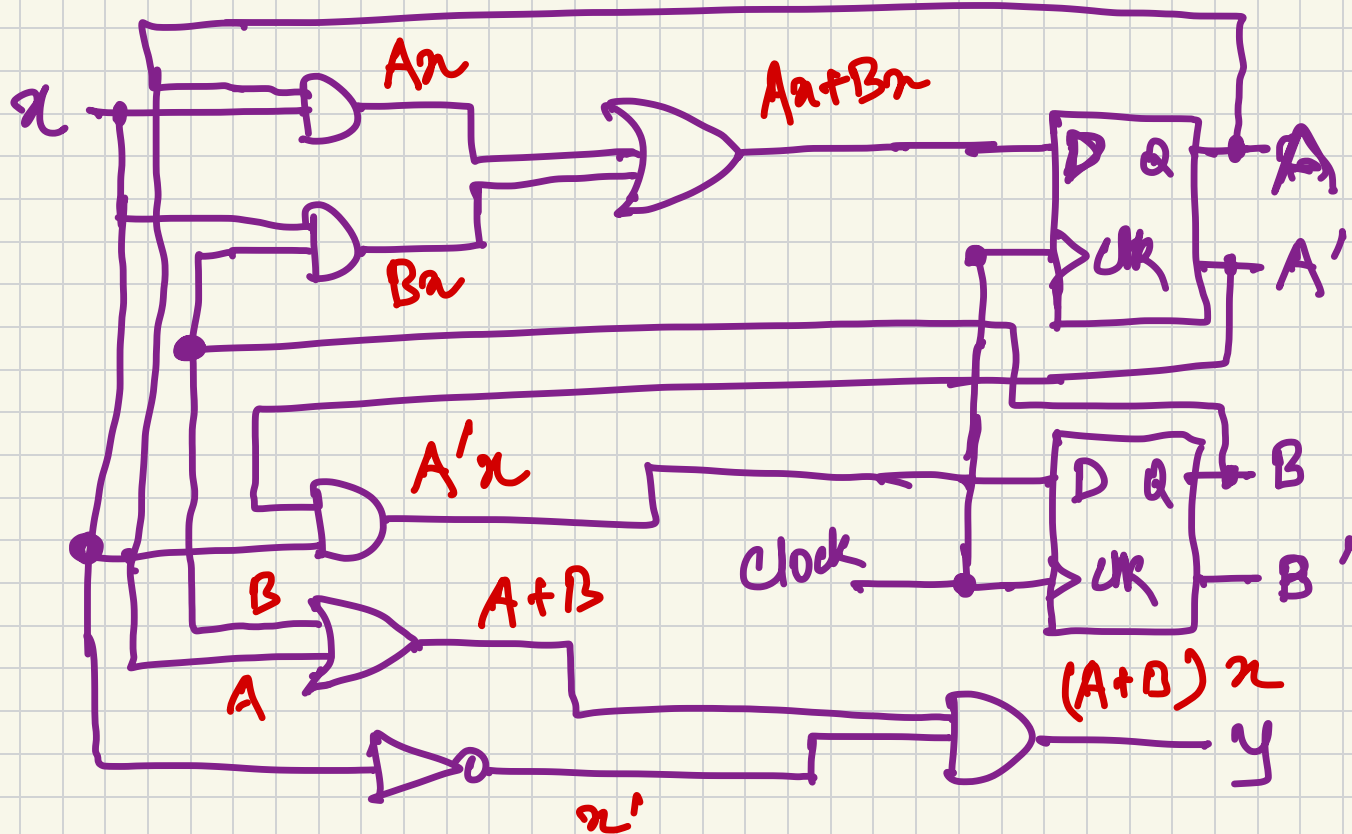 Ax
Ax+Bx
x
D Q A
CLK A'
Bx
A'x
D Q B
Clock
CLK B'
B
A+B
A
(A+B) x
y
x'